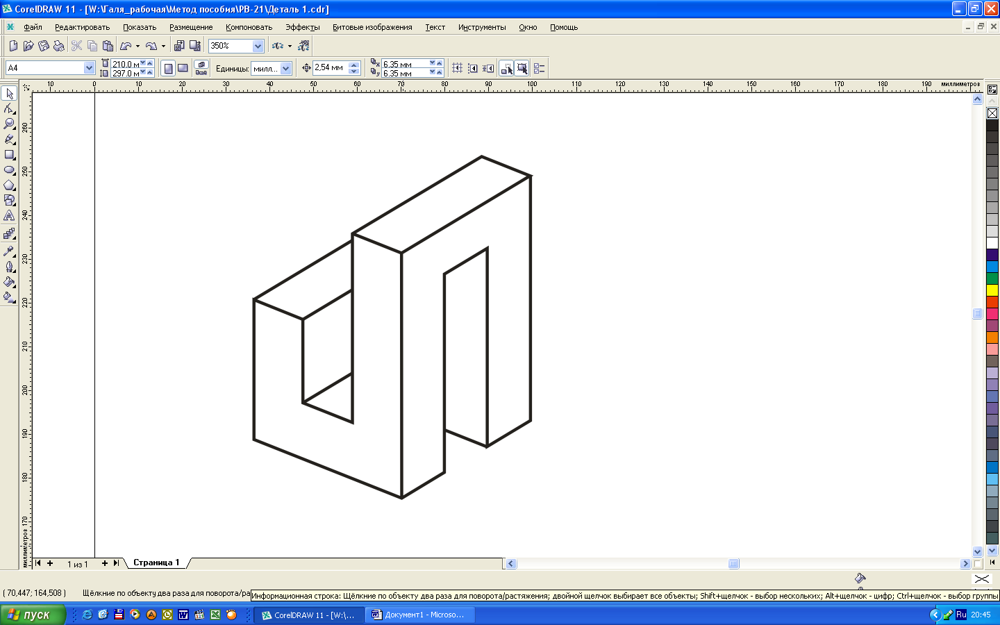 CorelDRAW 11 - [W:\Галя_рабочая\Метод пособия\РВ-21\Деталь 1.cdr]
Файл Редактировать Показать Размещение Компоновать Эффекты Битовые изображения Текст Инструменты Окно Помощь
350%
A4 210.0 м 297.0 м Единицы: милл... 2,54 мм 6.35 мм 6.35 мм
10 0 10 20 30 40 50 60 70 80 90 100 110 120 130 140 150 160 170 180 190 миллиметров
260
250
240
230
220
210
200
190
180
170
миллиметров
1 из 1 Страница 1
( 70,447; 164,508 ) Щёлкние по объекту два раза для поворота/ра
Информационная строка: Щёлкние по объекту два раза для поворота/растяжения; двойной щелчок выбирает все объекты; Shift+щелчок - выбор нескольких; Alt+щелчок - цифр; Ctrl+щелчок - выбор группы
пуск CorelDRAW 11 - [W:\... Документ1 - Microso... Ru 20:45